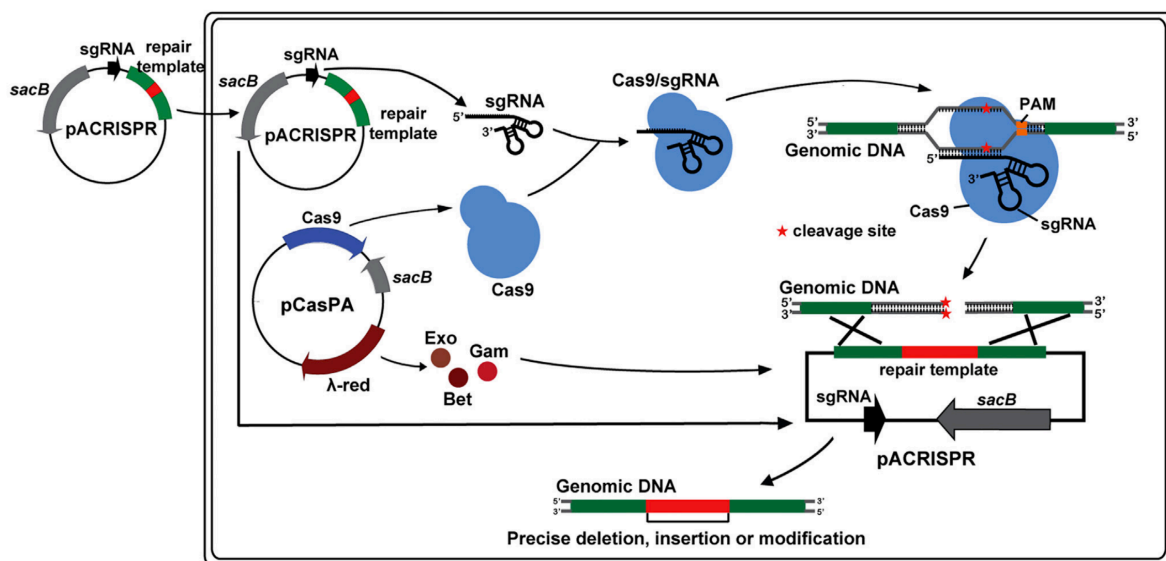 sgRNA
repair
template
sacB
pACRISPR
sgRNA
sacB
repair
template
pACRISPR
sgRNA
5’
3’
Cas9/sgRNA
PAM
5’
3’
3’
5’
Genomic DNA
5’
3’
Cas9
sgRNA
cleavage site
Cas9
sacB
pCasPA
λ-red
Cas9
Exo
Gam
Bet
Genomic DNA
5’
3’
3’
5’
repair template
sgRNA
sacB
pACRISPR
Genomic DNA
5’
3’
3’
5’
Precise deletion, insertion or modification